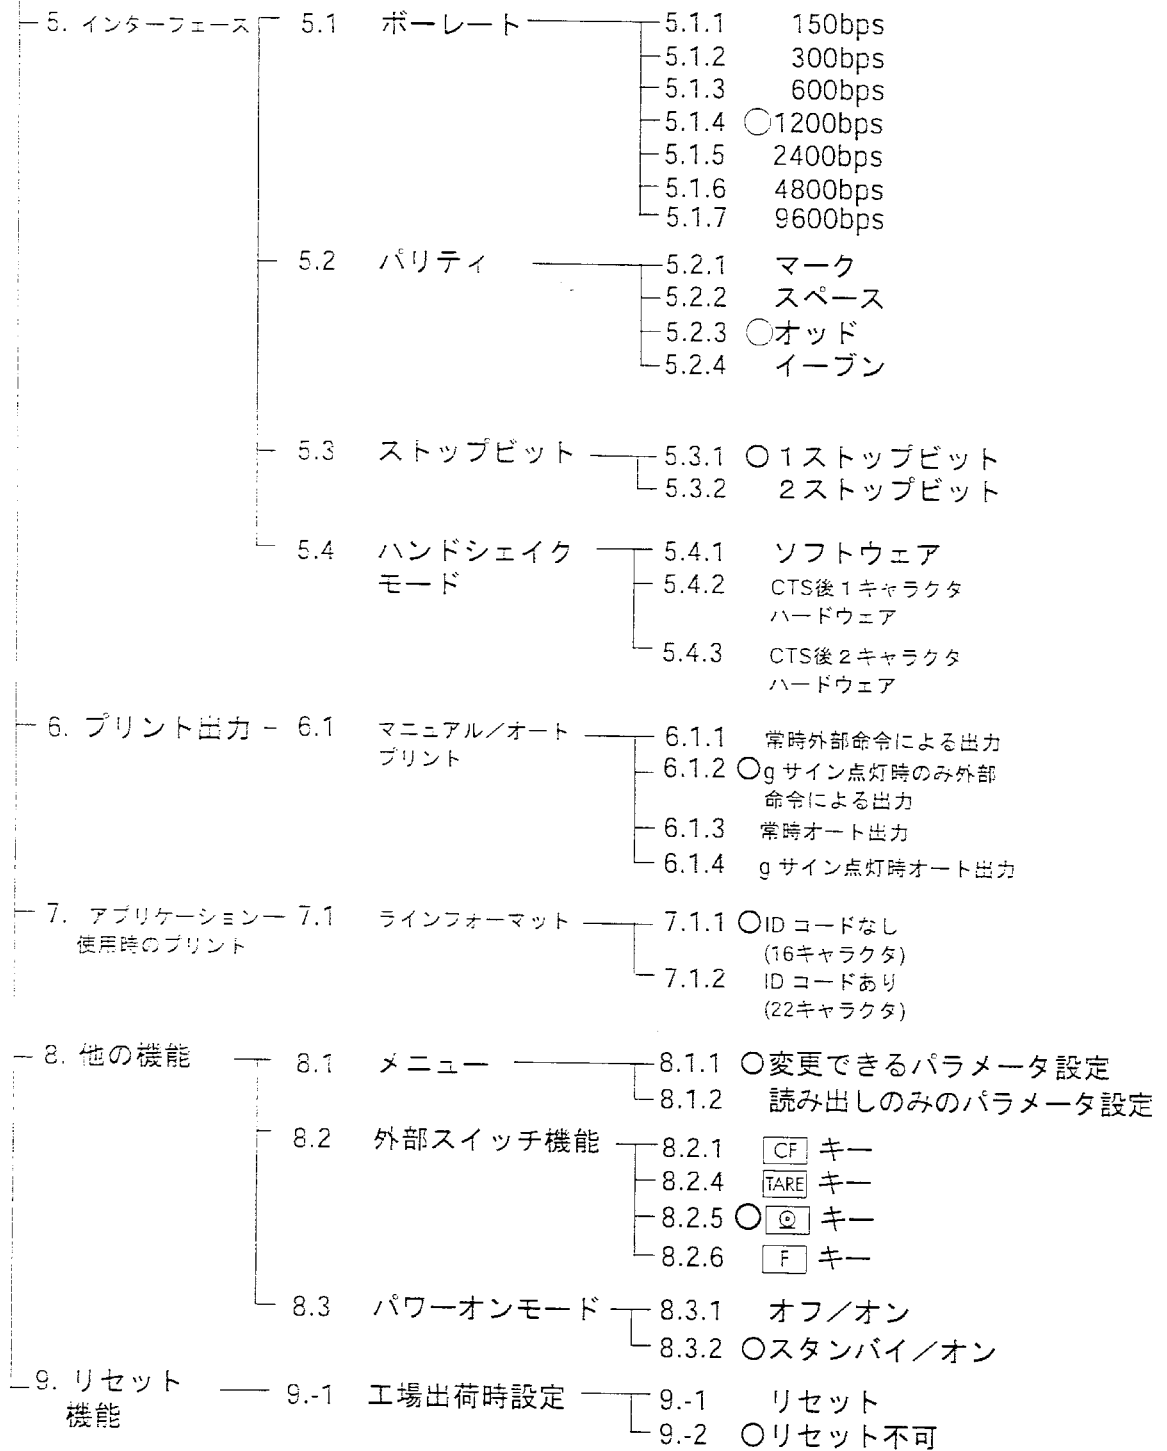 5. インターフェース 5.1 ボーレート 5.1.1 150bps
5.1.2 300bps
5.1.3 600bps
5.1.4 ○1200bps
5.1.5 2400bps
5.1.6 4800bps
5.1.7 9600bps
5.2 パリティ 5.2.1 マーク
5.2.2 スペース
5.2.3 ○オッド
5.2.4 イーブン
5.3 ストップビット 5.3.1 ○1ストップビット
5.3.2 2ストップビット
5.4 ハンドシェイク 5.4.1 ソフトウェア
モード 5.4.2 CTS後1キャラクタ
ハードウェア
5.4.3 CTS後2キャラクタ
ハードウェア
6. プリント出力 6.1 マニュアル/オート 6.1.1 常時外部命令による出力
プリント 6.1.2 ○g サイン点灯時のみ外部
命令による出力
6.1.3 常時オート出力
6.1.4 g サイン点灯時オート出力
7. アプリケーション 7.1 ラインフォーマット 7.1.1 ○ID コードなし
使用時のプリント (16キャラクタ)
7.1.2 ID コードあり
(22キャラクタ)
8. 他の機能 8.1 メニュー 8.1.1 ○変更できるパラメータ設定
8.1.2 読み出しのみのパラメータ設定
8.2 外部スイッチ機能 8.2.1 CF キー
8.2.4 TARE キー
8.2.5 ○ キー
8.2.6 F キー
8.3 パワーオンモード 8.3.1 オフ/オン
8.3.2 ○スタンバイ/オン
9. リセット 9.-1 工場出荷時設定 9.-1 リセット
機能 9.-2 ○リセット不可